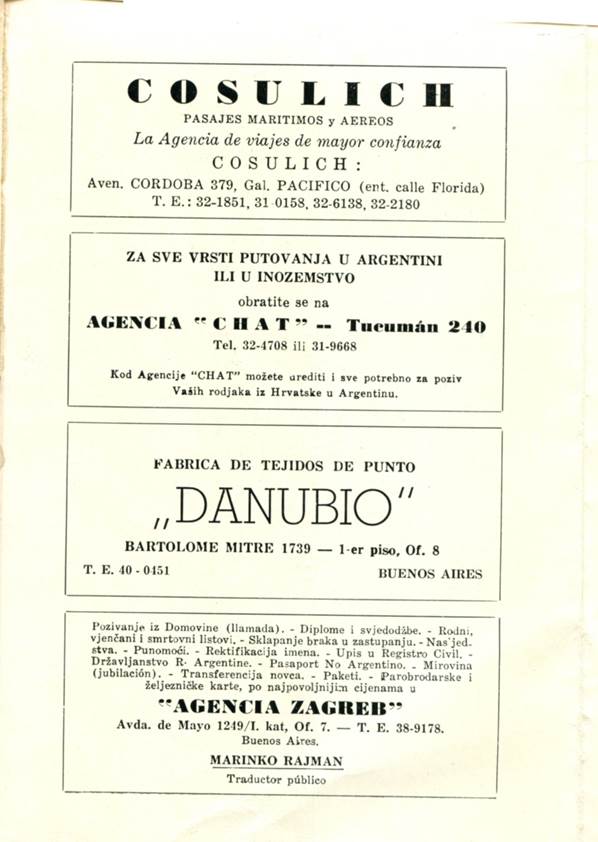 COSULICH
PASAJES MARITIMOS y AEREOS
La Agencia de viajes de mayor confianza
COSULICH :
Aven. CORDOBA 379, Gal. PACIFICO (ent. calle Florida)
T. E.: 32-1851, 31 0158, 32-6138, 32-2180
ZA SVE VRSTI PUTOVANJA U ARGENTINI
ILI U INOZEMSTVO
obratite se na
AGENCIA "CHAT" -- Tucumán 240
Tel. 32-4708 ili 31-9668
Kod Agencije "CHAT" možete urediti i sve potrebno za poziv
Vaših rodjaka iz Hrvatske u Argentinu.
FABRICA DE TEJIDOS DE PUNTO
„DANUBIO"
BARTOLOME MITRE 1739 — 1-er piso, Of. 8
T. E. 40 - 0451 BUENOS AIRES
Pozivanje iz Domovine (llamada). - Diplome i svjedodžbe. - Rodni,
vjenčani i smrtovni listovi. - Sklapanje braka u zastupanju. - Nasljed-
stva. - Punomoći. - Rektifikacija imena. - Upis u Registro Civil. -
Državljanstvo R. Argentine. - Pasaport No Argentino. - Mirovina
(jubilación). - Transferencija novca. - Paketi. - Parobrodarske i
željezničke karte, po najpovoljnijim cijenama u
"AGENCIA ZAGREB"
Avda. de Mayo 1249/I. kat, Of. 7. — T. E. 38-9178.
Buenos Aires.
MARINKO RAJMAN
Traductor público